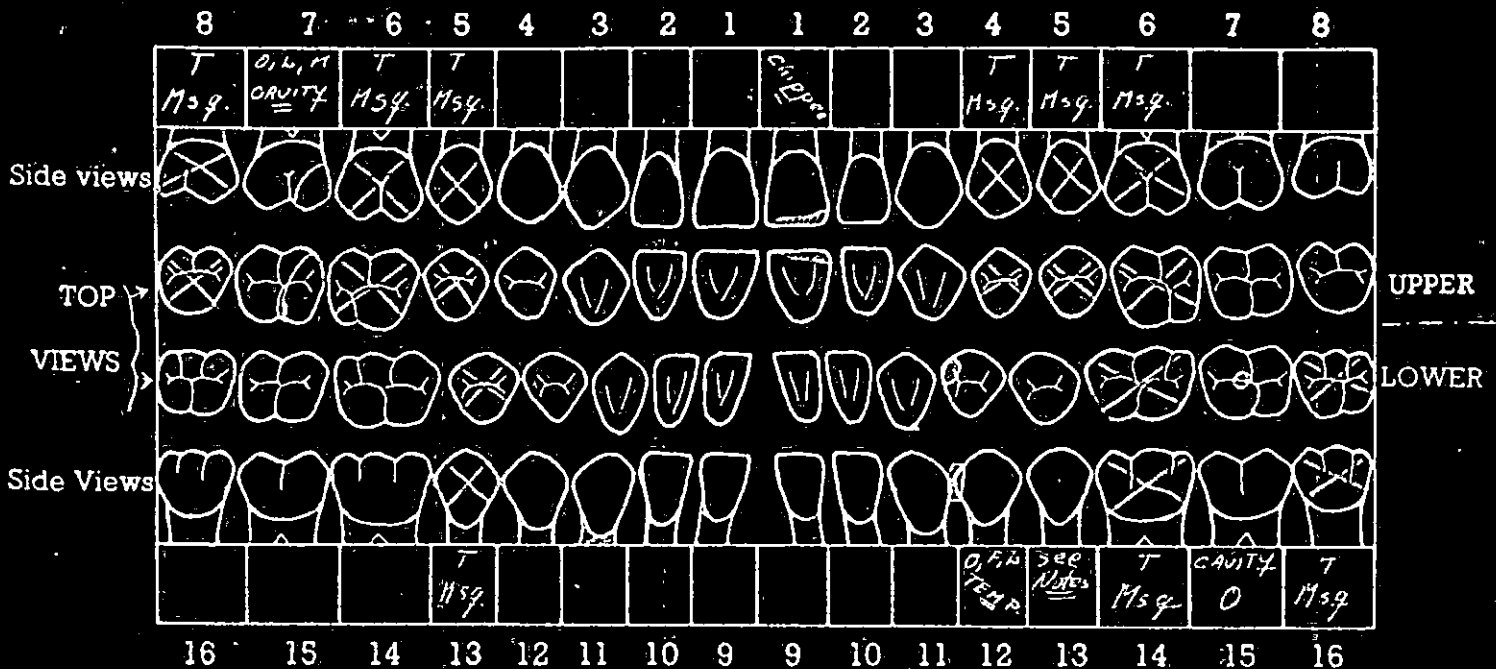 8 7 6 5 4 3 2 1 1 2 3 4 5 6 7 8
T O, L, M T T Chipped T T T
Msg. CAVITY Msg. Msg. Msg. Msg. Msg.
Side views
TOP UPPER
VIEWS LOWER
Side Views
T O, F, L See T CAVITY T
Msg. TEMP. Notes Msg O Msg
16 15 14 13 12 11 10 9 9 10 11 12 13 14 15 16